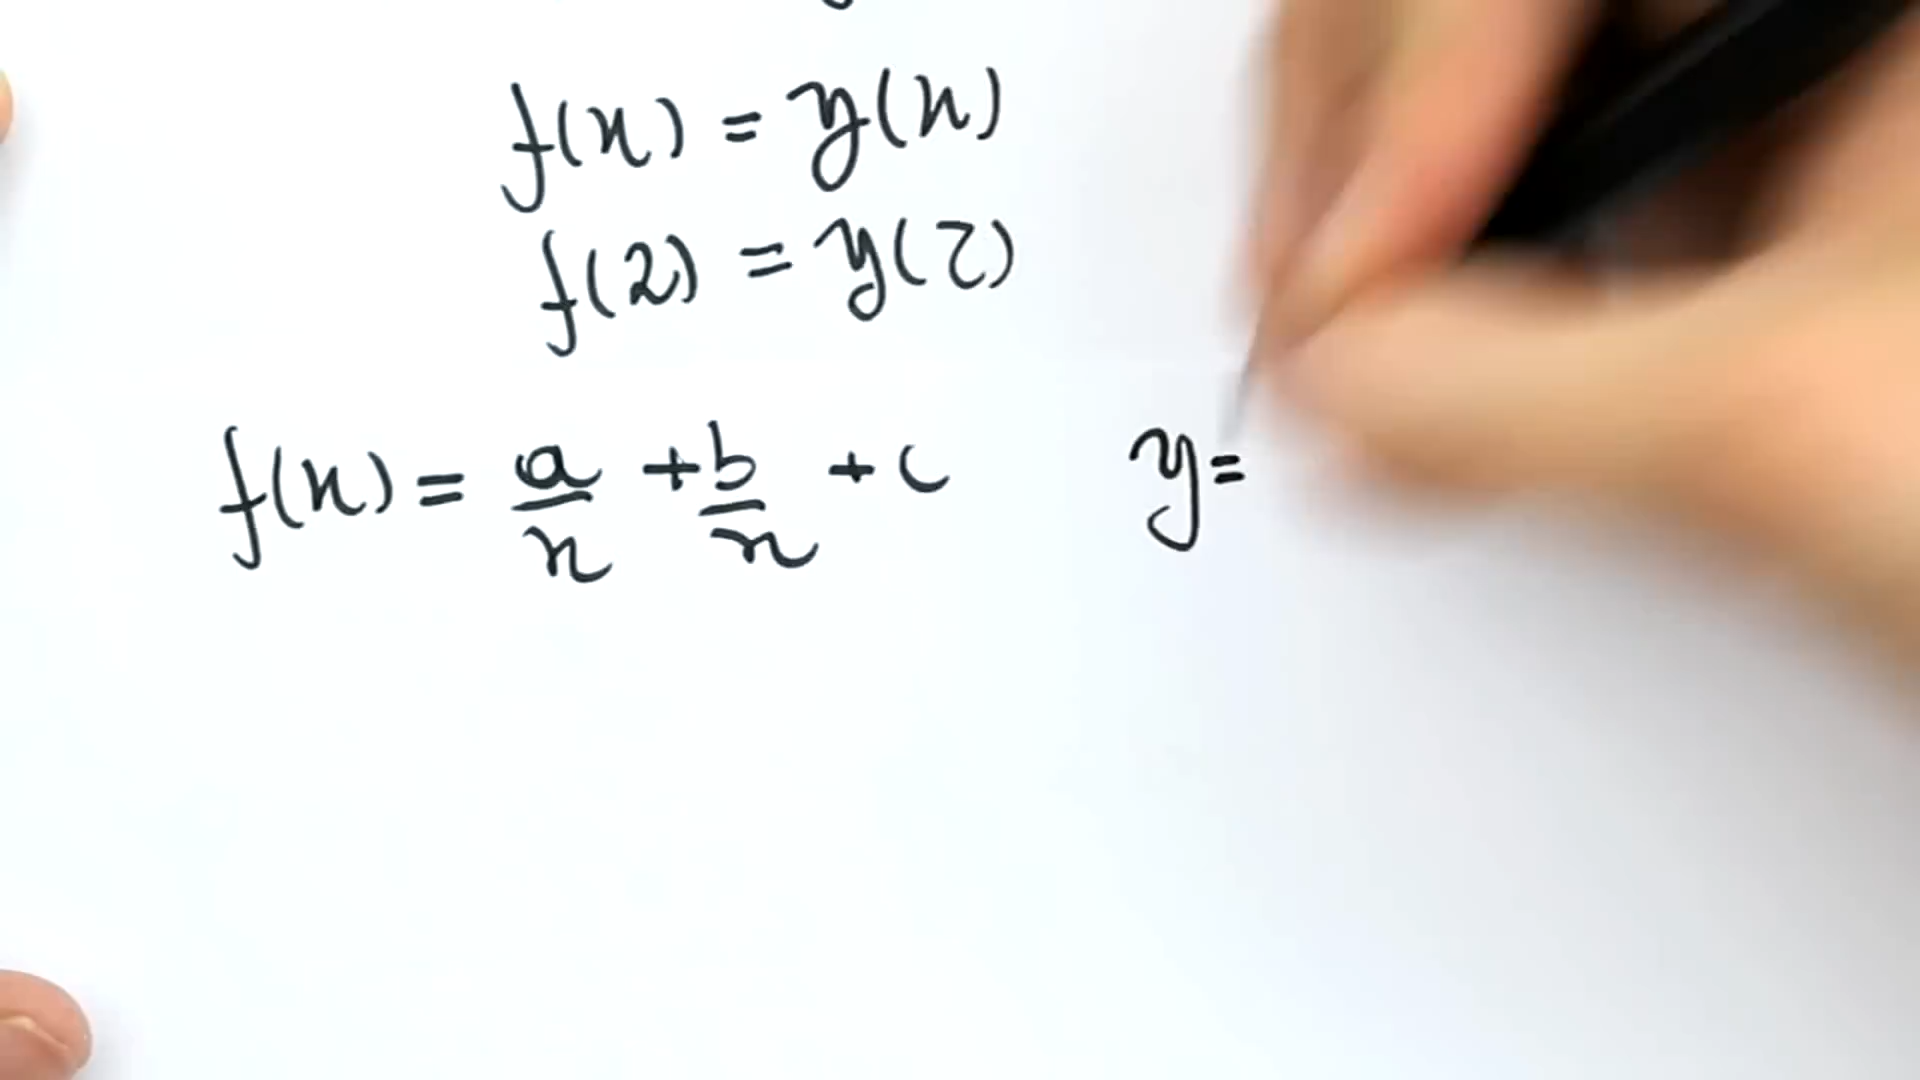 f(x) = y(x)
f(2) = y(2)
f(x) = a/x + b/x + c
y=